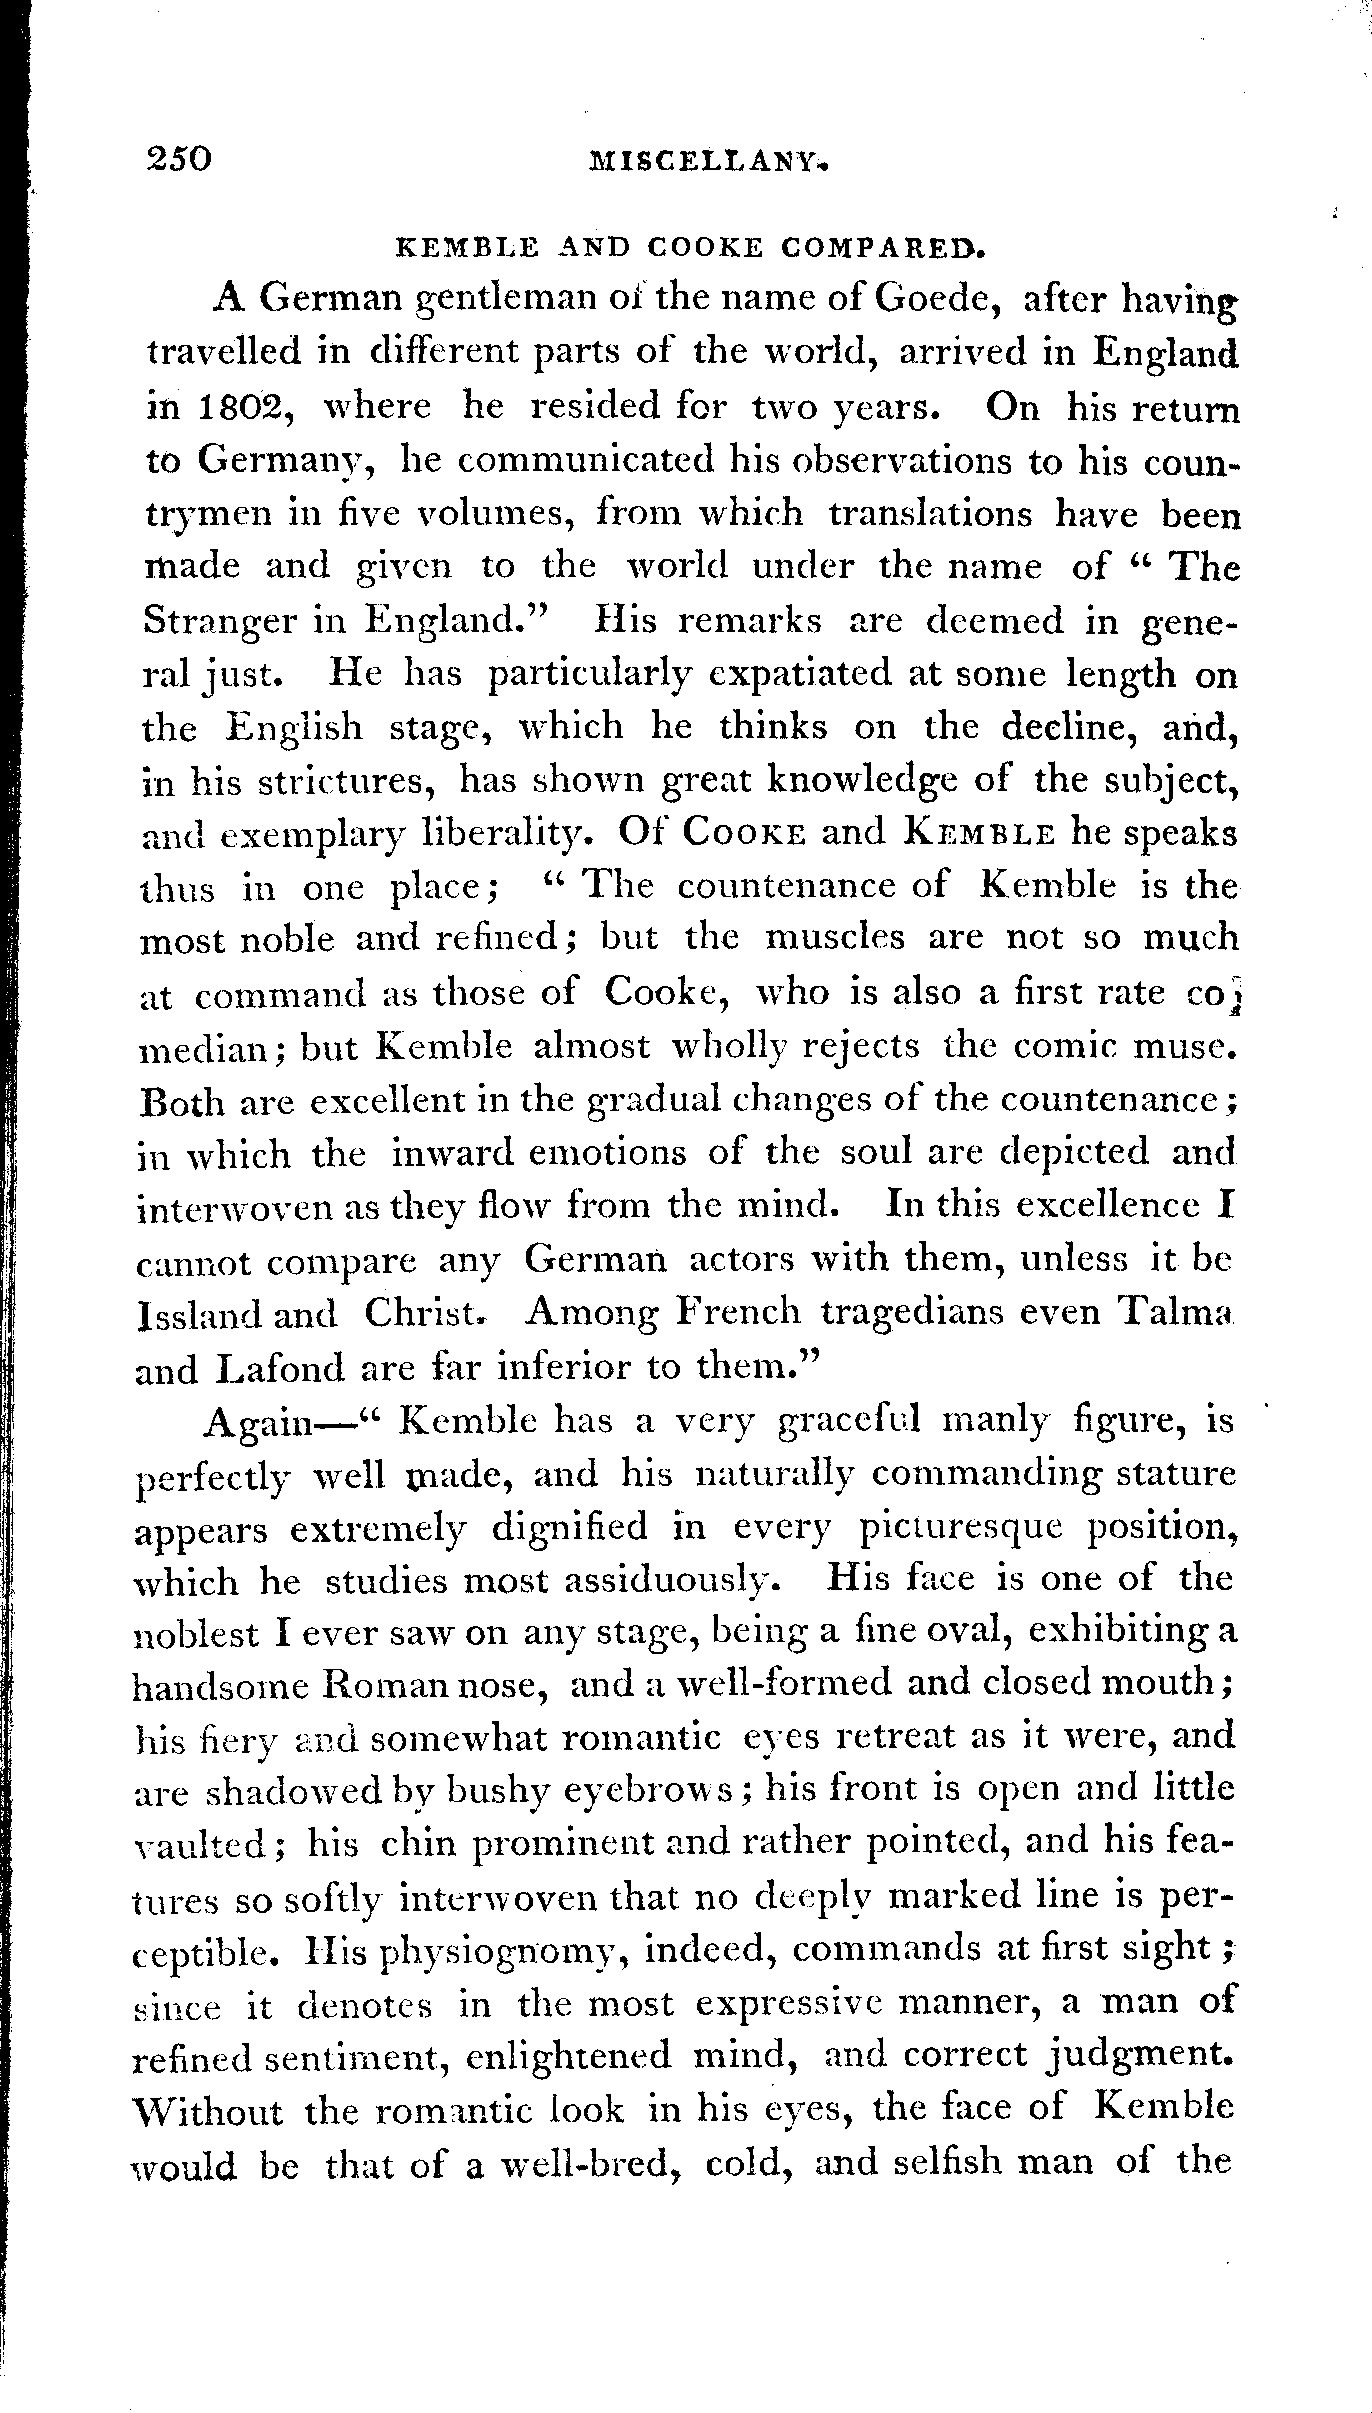 250 MISCELLANY.
KEMBLE AND COOKE COMPARED.
A German gentleman of the name of Goede, after having
travelled in different parts of the world, arrived in England
in 1802, where he resided for two years. On his return
to Germany, he communicated his observations to his coun-
trymen in five volumes, from which translations have been
made and given to the world under the name of “ The
Stranger in England.” His remarks are deemed in gene-
ral just. He has particularly expatiated at some length on
the English stage, which he thinks on the decline, and,
in his strictures, has shown great knowledge of the subject,
and exemplary liberality. Of COOKE and KEMBLE he speaks
thus in one place; “ The countenance of Kemble is the
most noble and refined; but the muscles are not so much
at command as those of Cooke, who is also a first rate co-
median; but Kemble almost wholly rejects the comic muse.
Both are excellent in the gradual changes of the countenance;
in which the inward emotions of the soul are depicted and
interwoven as they flow from the mind. In this excellence I
cannot compare any German actors with them, unless it be
Issland and Christ. Among French tragedians even Talma
and Lafond are far inferior to them.”
Again—“ Kemble has a very graceful manly figure, is
perfectly well made, and his naturally commanding stature
appears extremely dignified in every picturesque position,
which he studies most assiduously. His face is one of the
noblest I ever saw on any stage, being a fine oval, exhibiting a
handsome Roman nose, and a well-formed and closed mouth;
his fiery and somewhat romantic eyes retreat as it were, and
are shadowed by bushy eyebrows; his front is open and little
vaulted; his chin prominent and rather pointed, and his fea-
tures so softly interwoven that no deeply marked line is per-
ceptible. His physiognomy, indeed, commands at first sight;
since it denotes in the most expressive manner, a man of
refined sentiment, enlightened mind, and correct judgment.
Without the romantic look in his eyes, the face of Kemble
would be that of a well-bred, cold, and selfish man of the